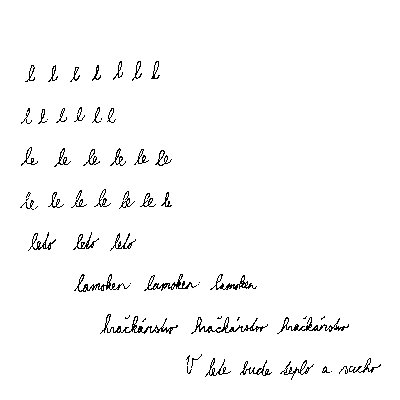 l l l l l l l
l l l l l l
le le le le le le
le le le le le le le
leto leto leto
lamoken lamoken lamoken
hračkárstvo hračkárstvo hračkárstvo
V lete bude teplo a sucho